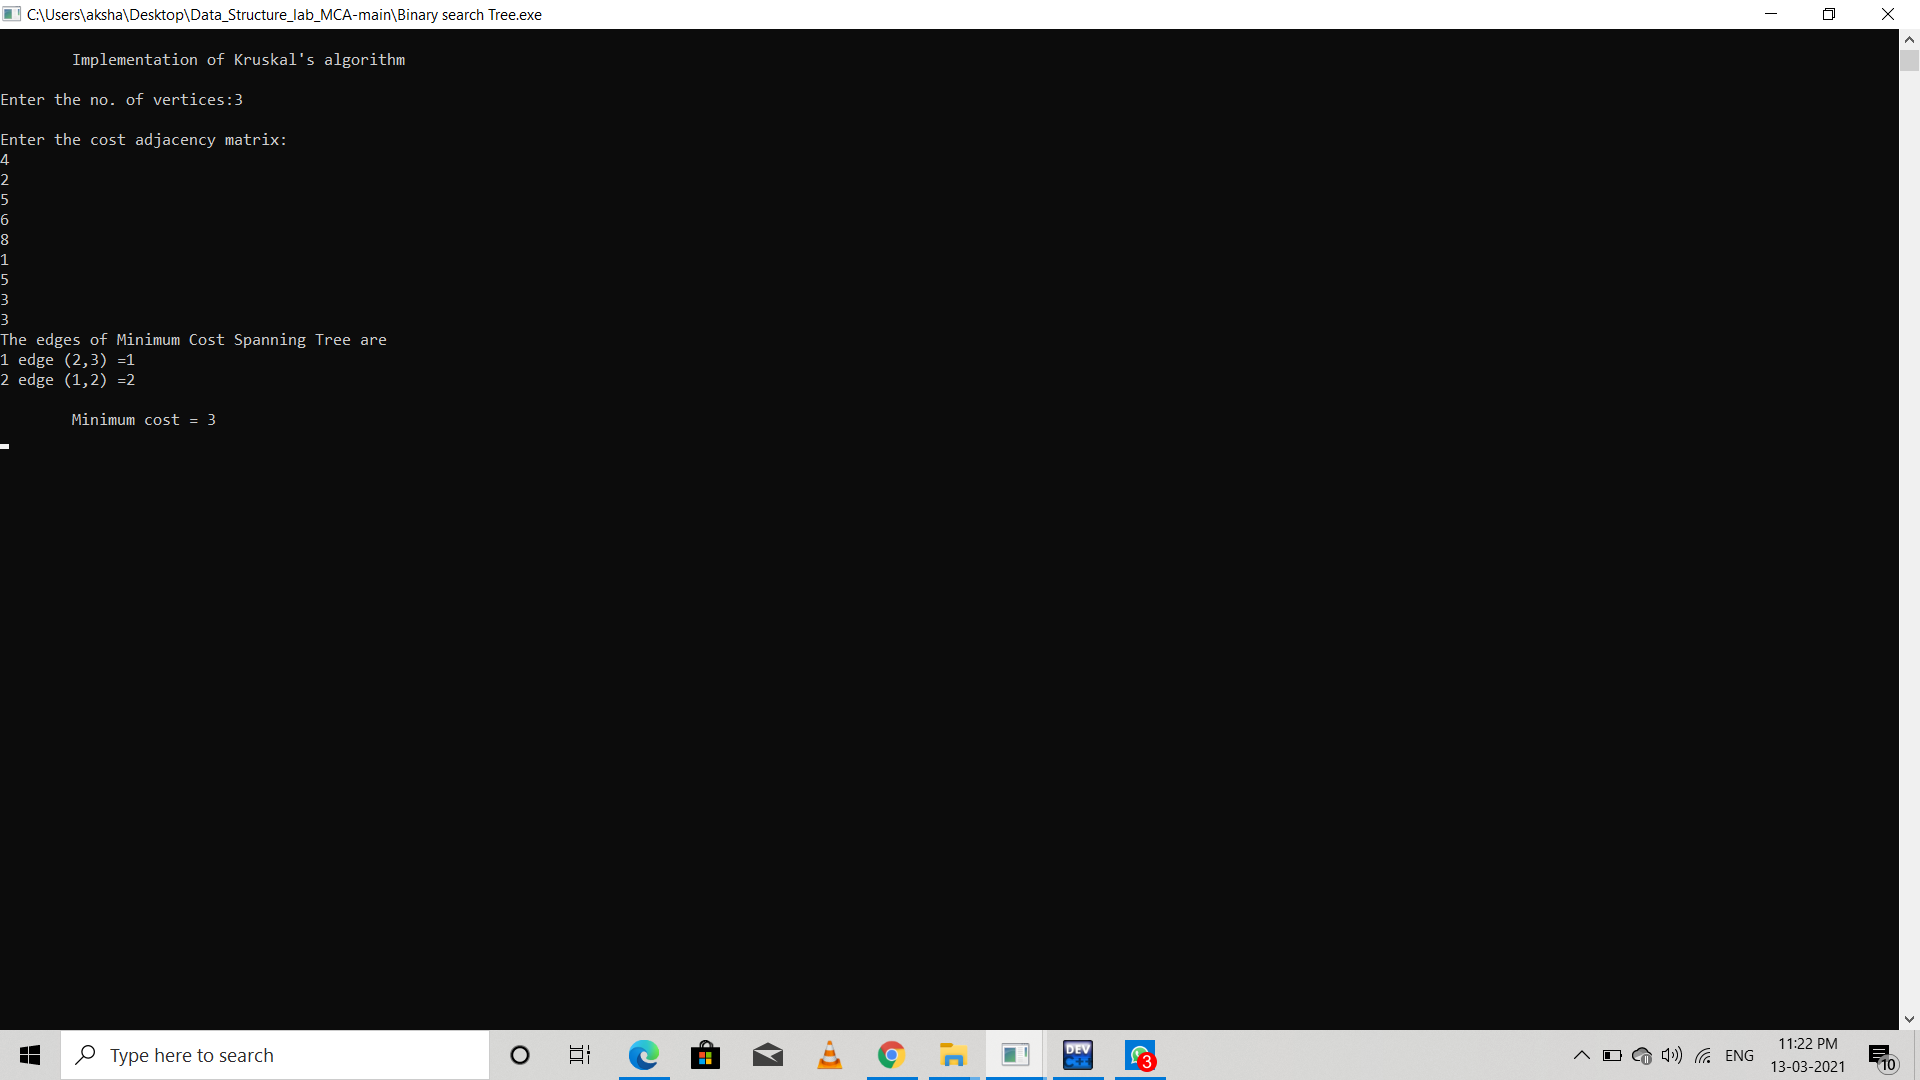 C:\Users\aksha\Desktop\Data_Structure_lab_MCA-main\Binary search Tree.exe
Implementation of Kruskal's algorithm
Enter the no. of vertices:3
Enter the cost adjacency matrix:
4
2
5
6
8
1
5
3
3
The edges of Minimum Cost Spanning Tree are
1 edge (2,3) =1
2 edge (1,2) =2
Minimum cost = 3
Type here to search
DEV
C++
3
ENG
11:22 PM
13-03-2021
10